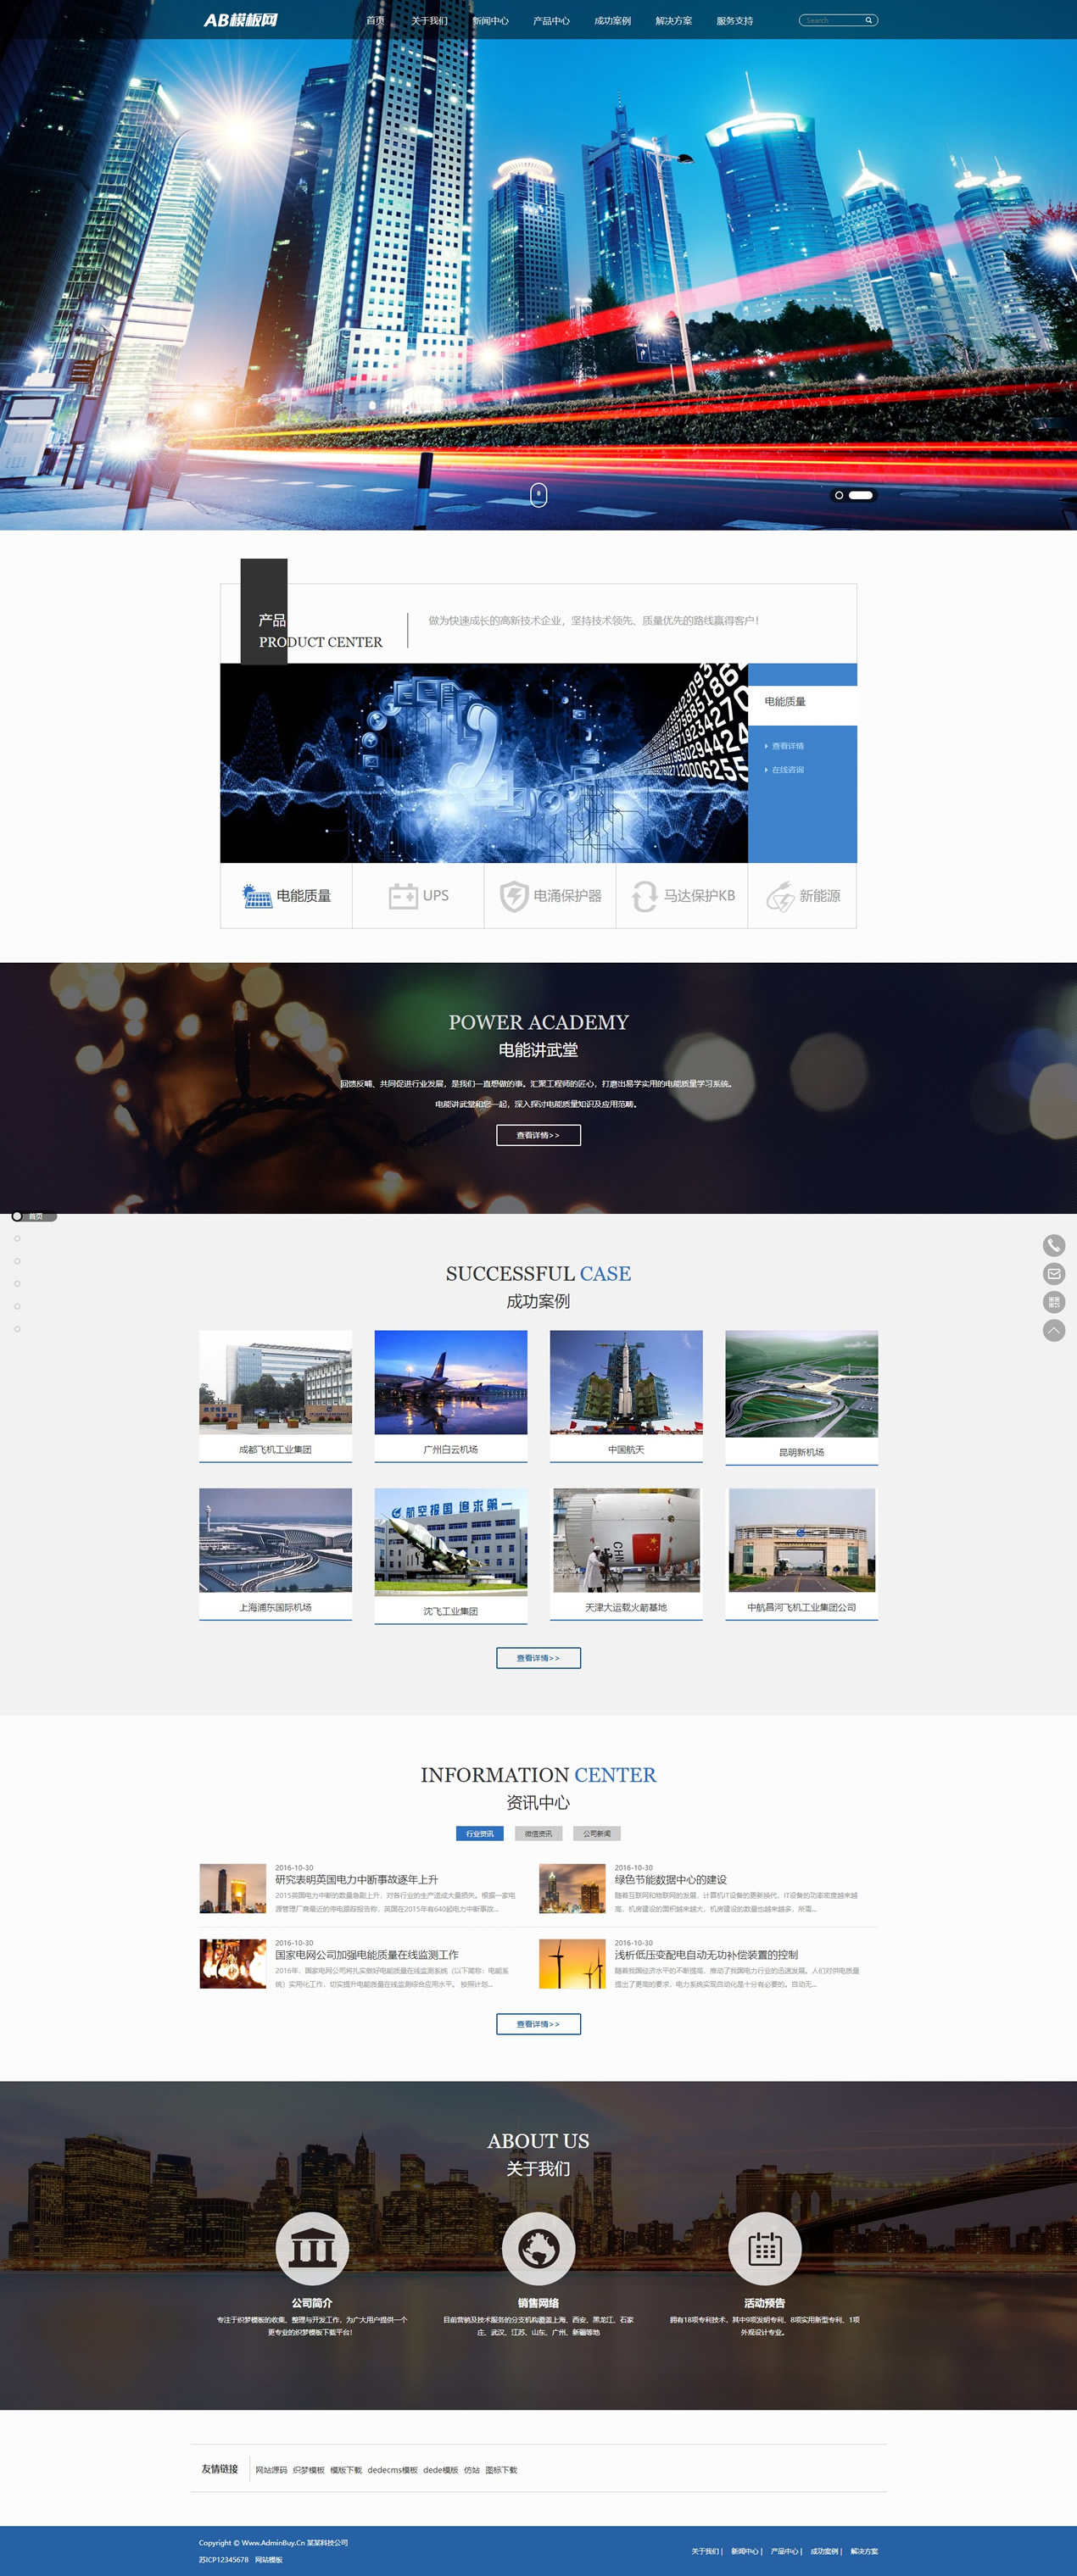 AB模板网
首页 关于我们 新闻中心 产品中心 成功案例 解决方案 服务支持
Search
产品
PRODUCT CENTER
做为快速成长的高新技术企业，坚持技术领先、质量优先的路线赢得客户！
电能质量
查看详情
在线咨询
电能质量 UPS 电涌保护器 马达保护KB 新能源
POWER ACADEMY
电能讲武堂
回馈反哺、共同促进行业发展，是我们一直想做的事。汇聚工程师的匠心，打磨出易学实用的电能质量学习系统。
电能讲武堂和您一起，深入探讨电能质量知识及应用范畴。
查看详情>>
首页
SUCCESSFUL CASE
成功案例
成都飞机工业集团 广州白云机场 中国航天 昆明新机场
航空报国 追求第一
CHN
上海浦东国际机场 沈飞工业集团 天津大运载火箭基地 中航昌河飞机工业集团公司
查看详情>>
INFORMATION CENTER
资讯中心
行业资讯 微信资讯 公司新闻
2016-10-30
研究表明英国电力中断事故逐年上升
2015英国电力中断的数量急剧上升，对各行业的生产造成大量损失。根据一家电
源管理厂商最近的停电跟踪报告称，英国在2015年有640起电力中断事故...
2016-10-30
绿色节能数据中心的建设
随着互联网和物联网的发展，计算机IT设备的更新换代，IT设备的功率密度越来越
高，机房建设的面积越来越大，机房建设的数量也越来越多，所需...
2016-10-30
国家电网公司加强电能质量在线监测工作
2016年，国家电网公司将扎实做好电能质量在线监测系统（以下简称：电能系
统）实用化工作，切实提升电能质量在线监测综合应用水平。 按照计划...
2016-10-30
浅析低压变配电自动无功补偿装置的控制
随着我国经济水平的不断提高，推动了我国电力行业的迅速发展。人们对供电质量
提出了更高的要求，电力系统实现自动化是十分有必要的。自动无...
查看详情>>
ABOUT US
关于我们
公司简介
专注于织梦模板的收集、整理与开发工作，为广大用户提供一个
更专业的织梦模板下载平台！
销售网络
目前营销及技术服务的分支机构覆盖上海、西安、黑龙江、石家
庄、武汉、江苏、山东、广州、新疆等地
活动预告
拥有18项专利技术，其中9项发明专利、8项实用新型专利、1项
外观设计专业。
友情链接 网站源码 织梦模板 模版下载 dedecms模板 dede模版 仿站 图标下载
Copyright © Www.AdminBuy.Cn 某某科技公司
苏ICP12345678 网站模板
关于我们 | 新闻中心 | 产品中心 | 成功案例 | 解决方案